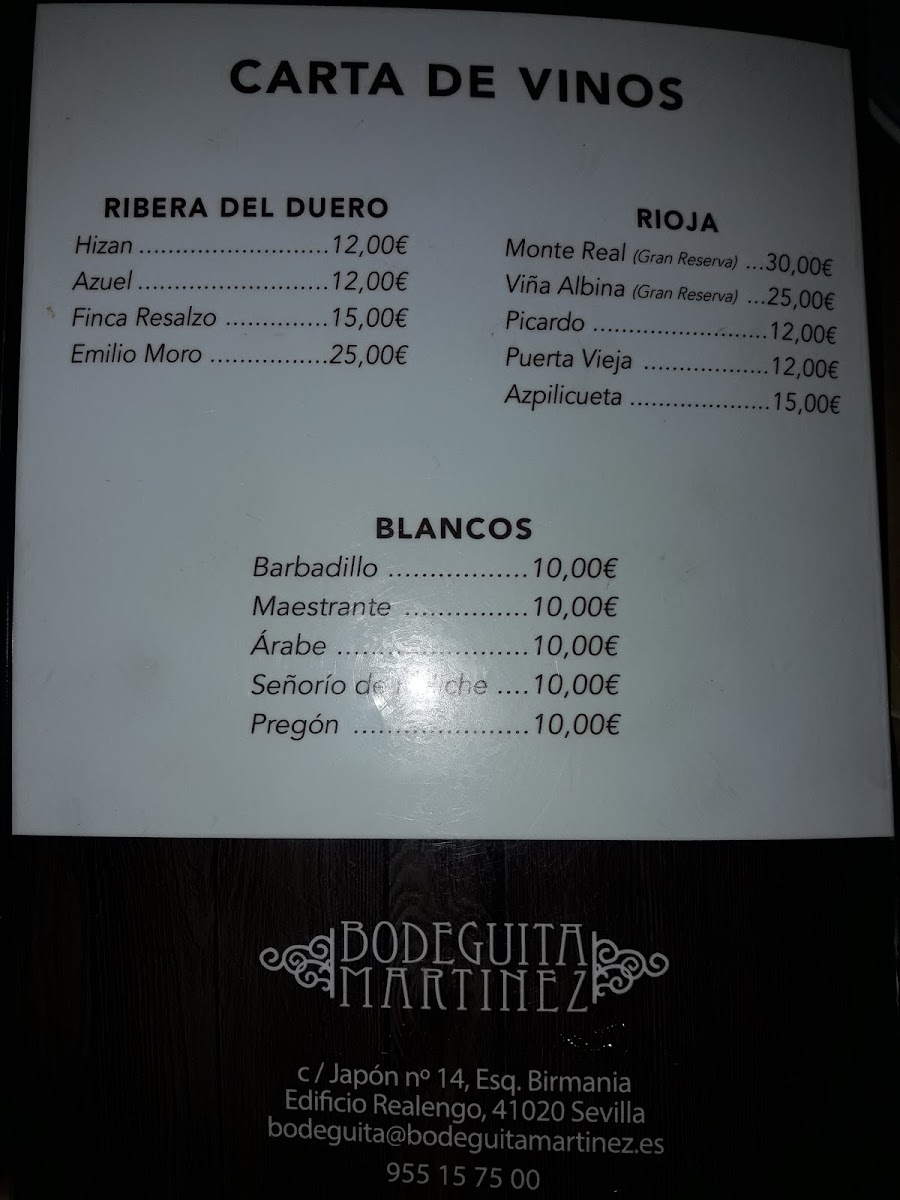 CARTA DE VINOS
RIBERA DEL DUERO
Hizan ..........................12,00€
Azuel ..........................12,00€
Finca Resalzo ..............15,00€
Emilio Moro ................25,00€
RIOJA
Monte Real (Gran Reserva) ...30,00€
Viña Albina (Gran Reserva) ...25,00€
Picardo ........................12,00€
Puerta Vieja ..................12,00€
Azpilicueta ....................15,00€
BLANCOS
Barbadillo .................10,00€
Maestrante ...............10,00€
Árabe .......................10,00€
Señorío de ....10,00€
Pregón .....................10,00€
BODEGUITA
MARTINEZ
c / Japón nº 14, Esq. Birmania
Edificio Realengo, 41020 Sevilla
bodeguita@bodeguitamartinez.es
955 15 75 00